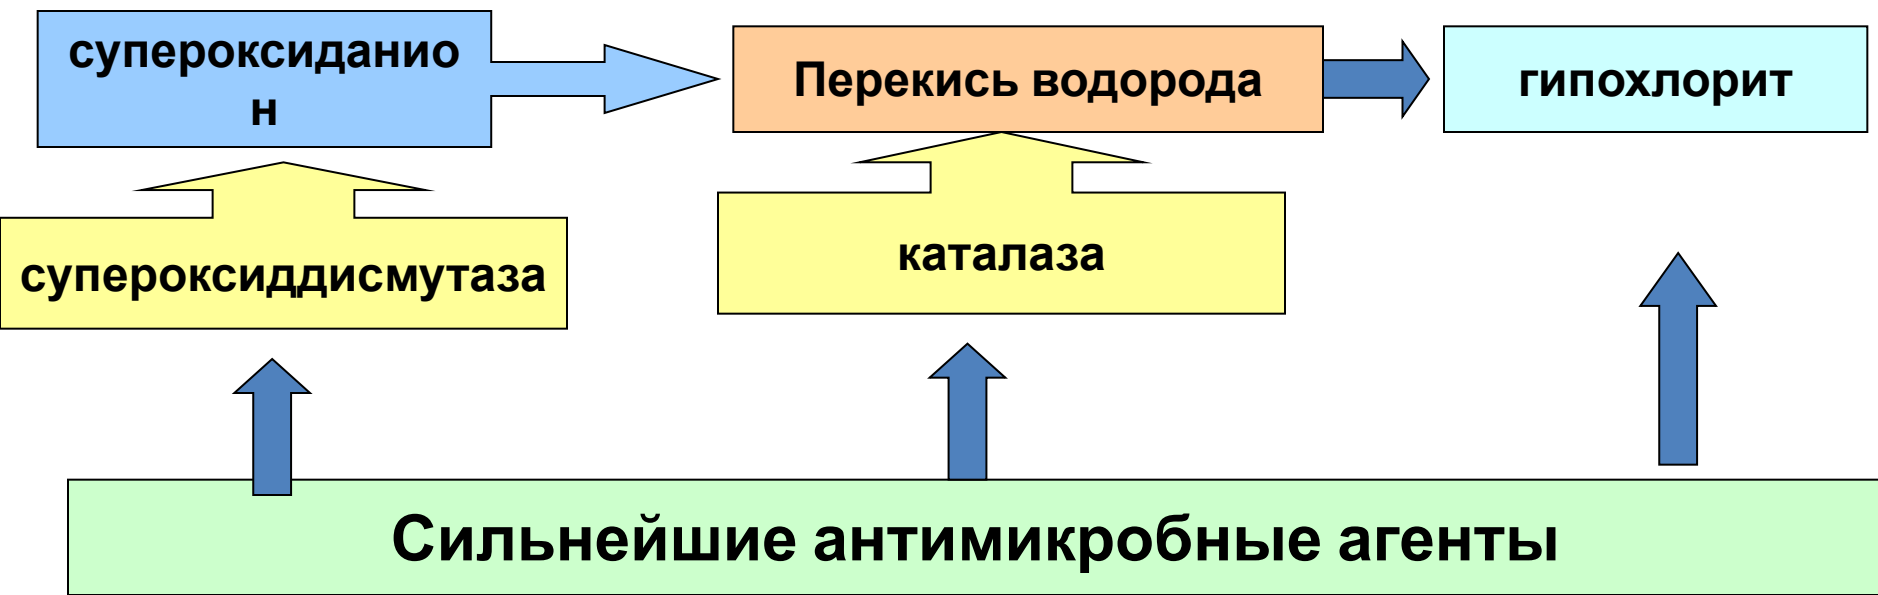 супероксиданио
н
Перекись водорода
гипохлорит
супероксиддисмутаза
каталаза
Сильнейшие антимикробные агенты